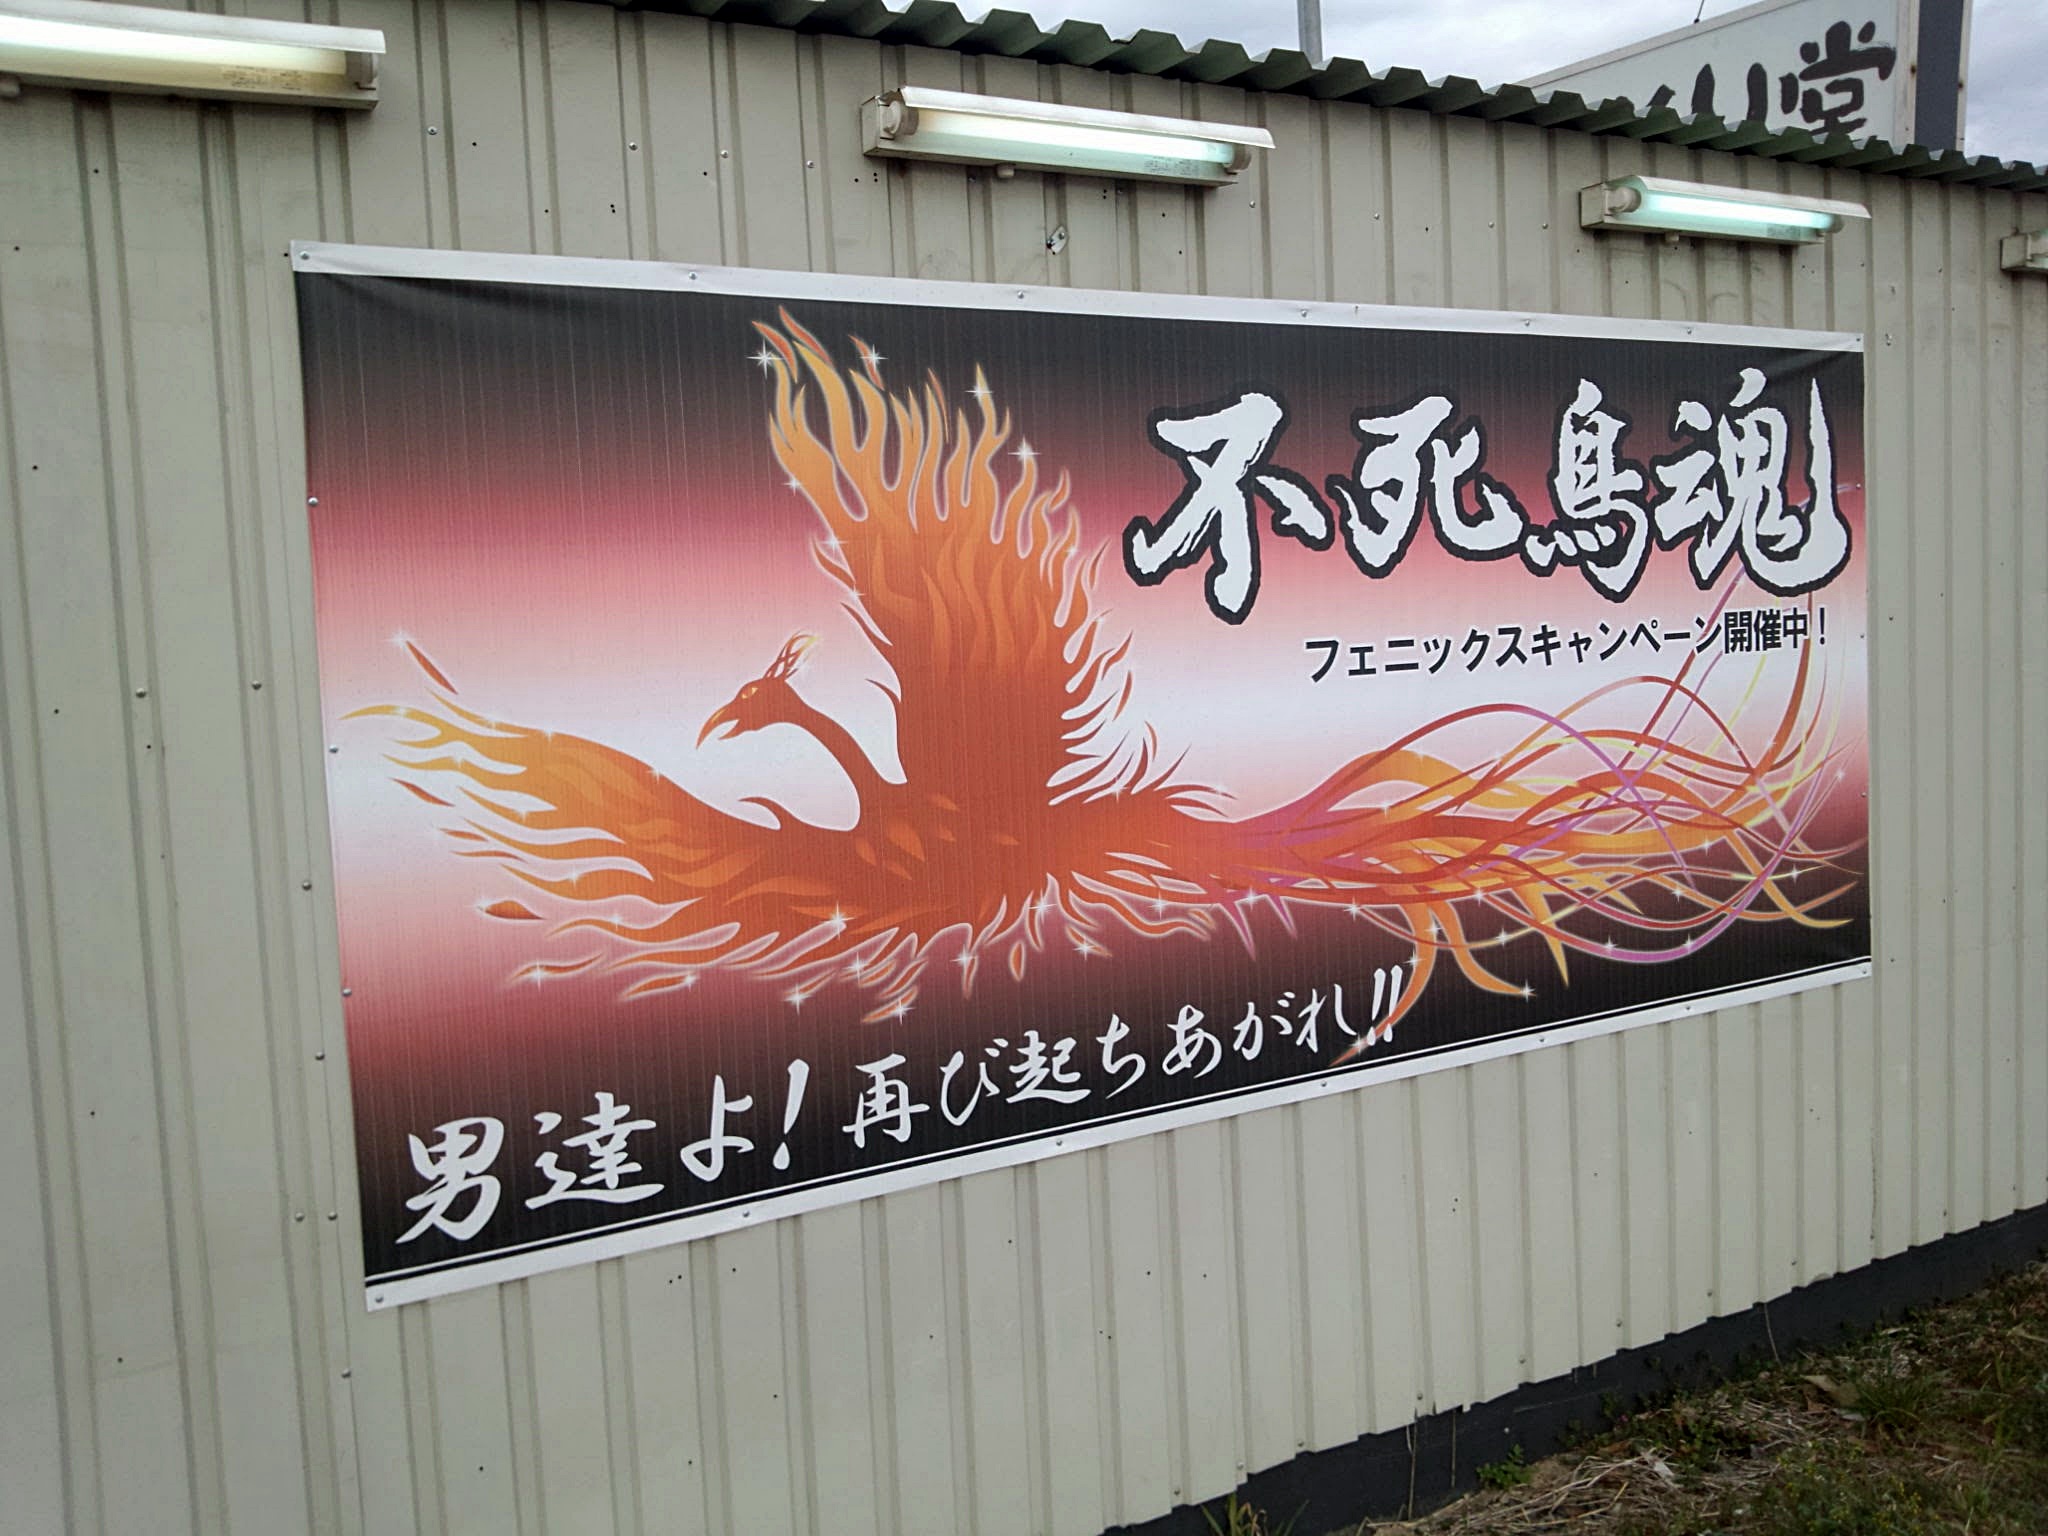 堂
不死鳥魂
フェニックスキャンペーン開催中!
男達よ!再び起ちあがれ!!